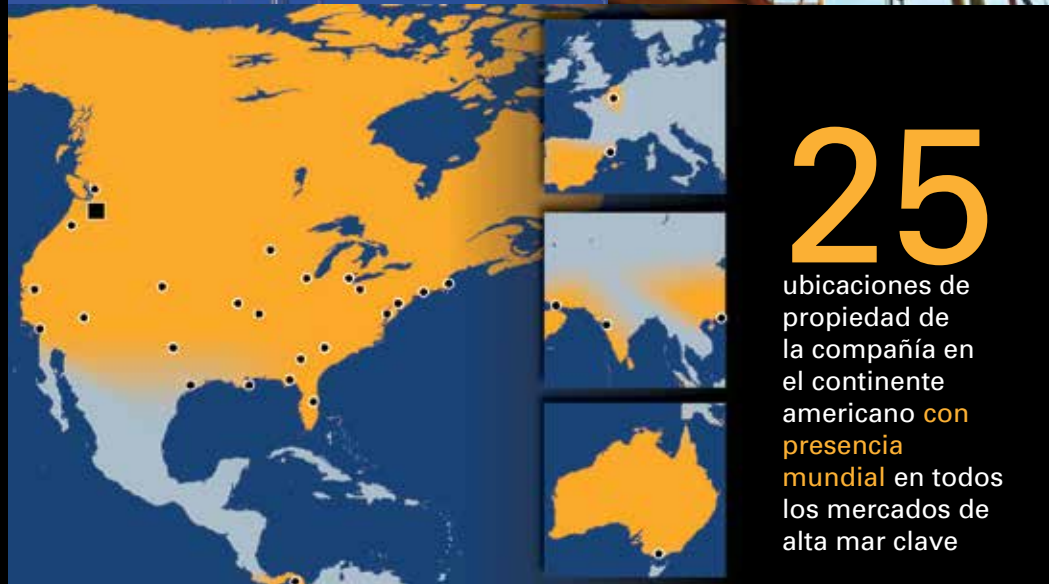 25
ubicaciones de
propiedad de
la compañía en
el continente
americano con
presencia
mundial en todos
los mercados de
alta mar clave